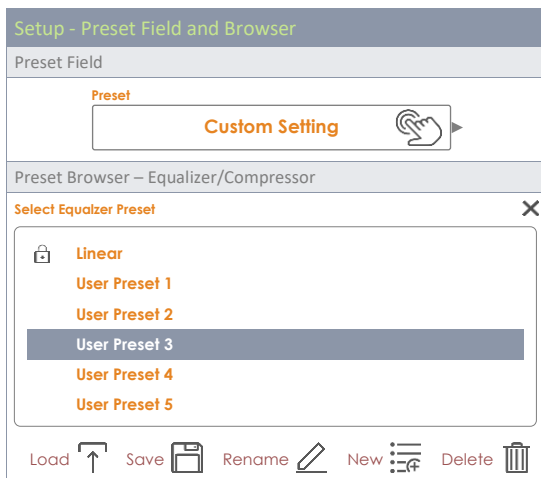 Setup - Preset Field and Browser
Preset Field
Preset
Custom Setting
Preset Browser – Equalizer/Compressor
Select Equalzer Preset
Linear
User Preset 1
User Preset 2
User Preset 3
User Preset 4
User Preset 5
Load Save Rename New Delete